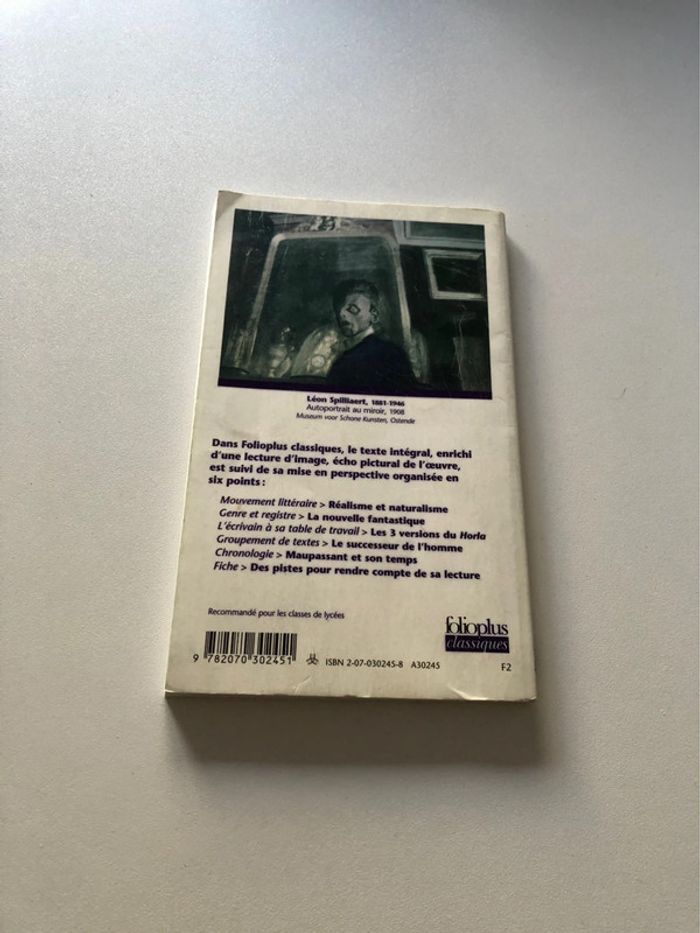 Léon Spilliaert, 1881-1946
Autoportrait au miroir, 1908
Museum voor Schone Kunsten, Ostende
Dans Folioplus classiques, le texte intégral, enrichi
d'une lecture d'image, écho pictural de l'œuvre,
est suivi de sa mise en perspective organisée en
six points :
Mouvement littéraire > Réalisme et naturalisme
Genre et registre > La nouvelle fantastique
L'écrivain à sa table de travail > Les 3 versions du Horla
Groupement de textes > Le successeur de l'homme
Chronologie > Maupassant et son temps
Fiche > Des pistes pour rendre compte de sa lecture
Recommandé pour les classes de lycées
folioplus
classiques
9 782070 302451 ISBN 2-07-030245-8 A30245 F2